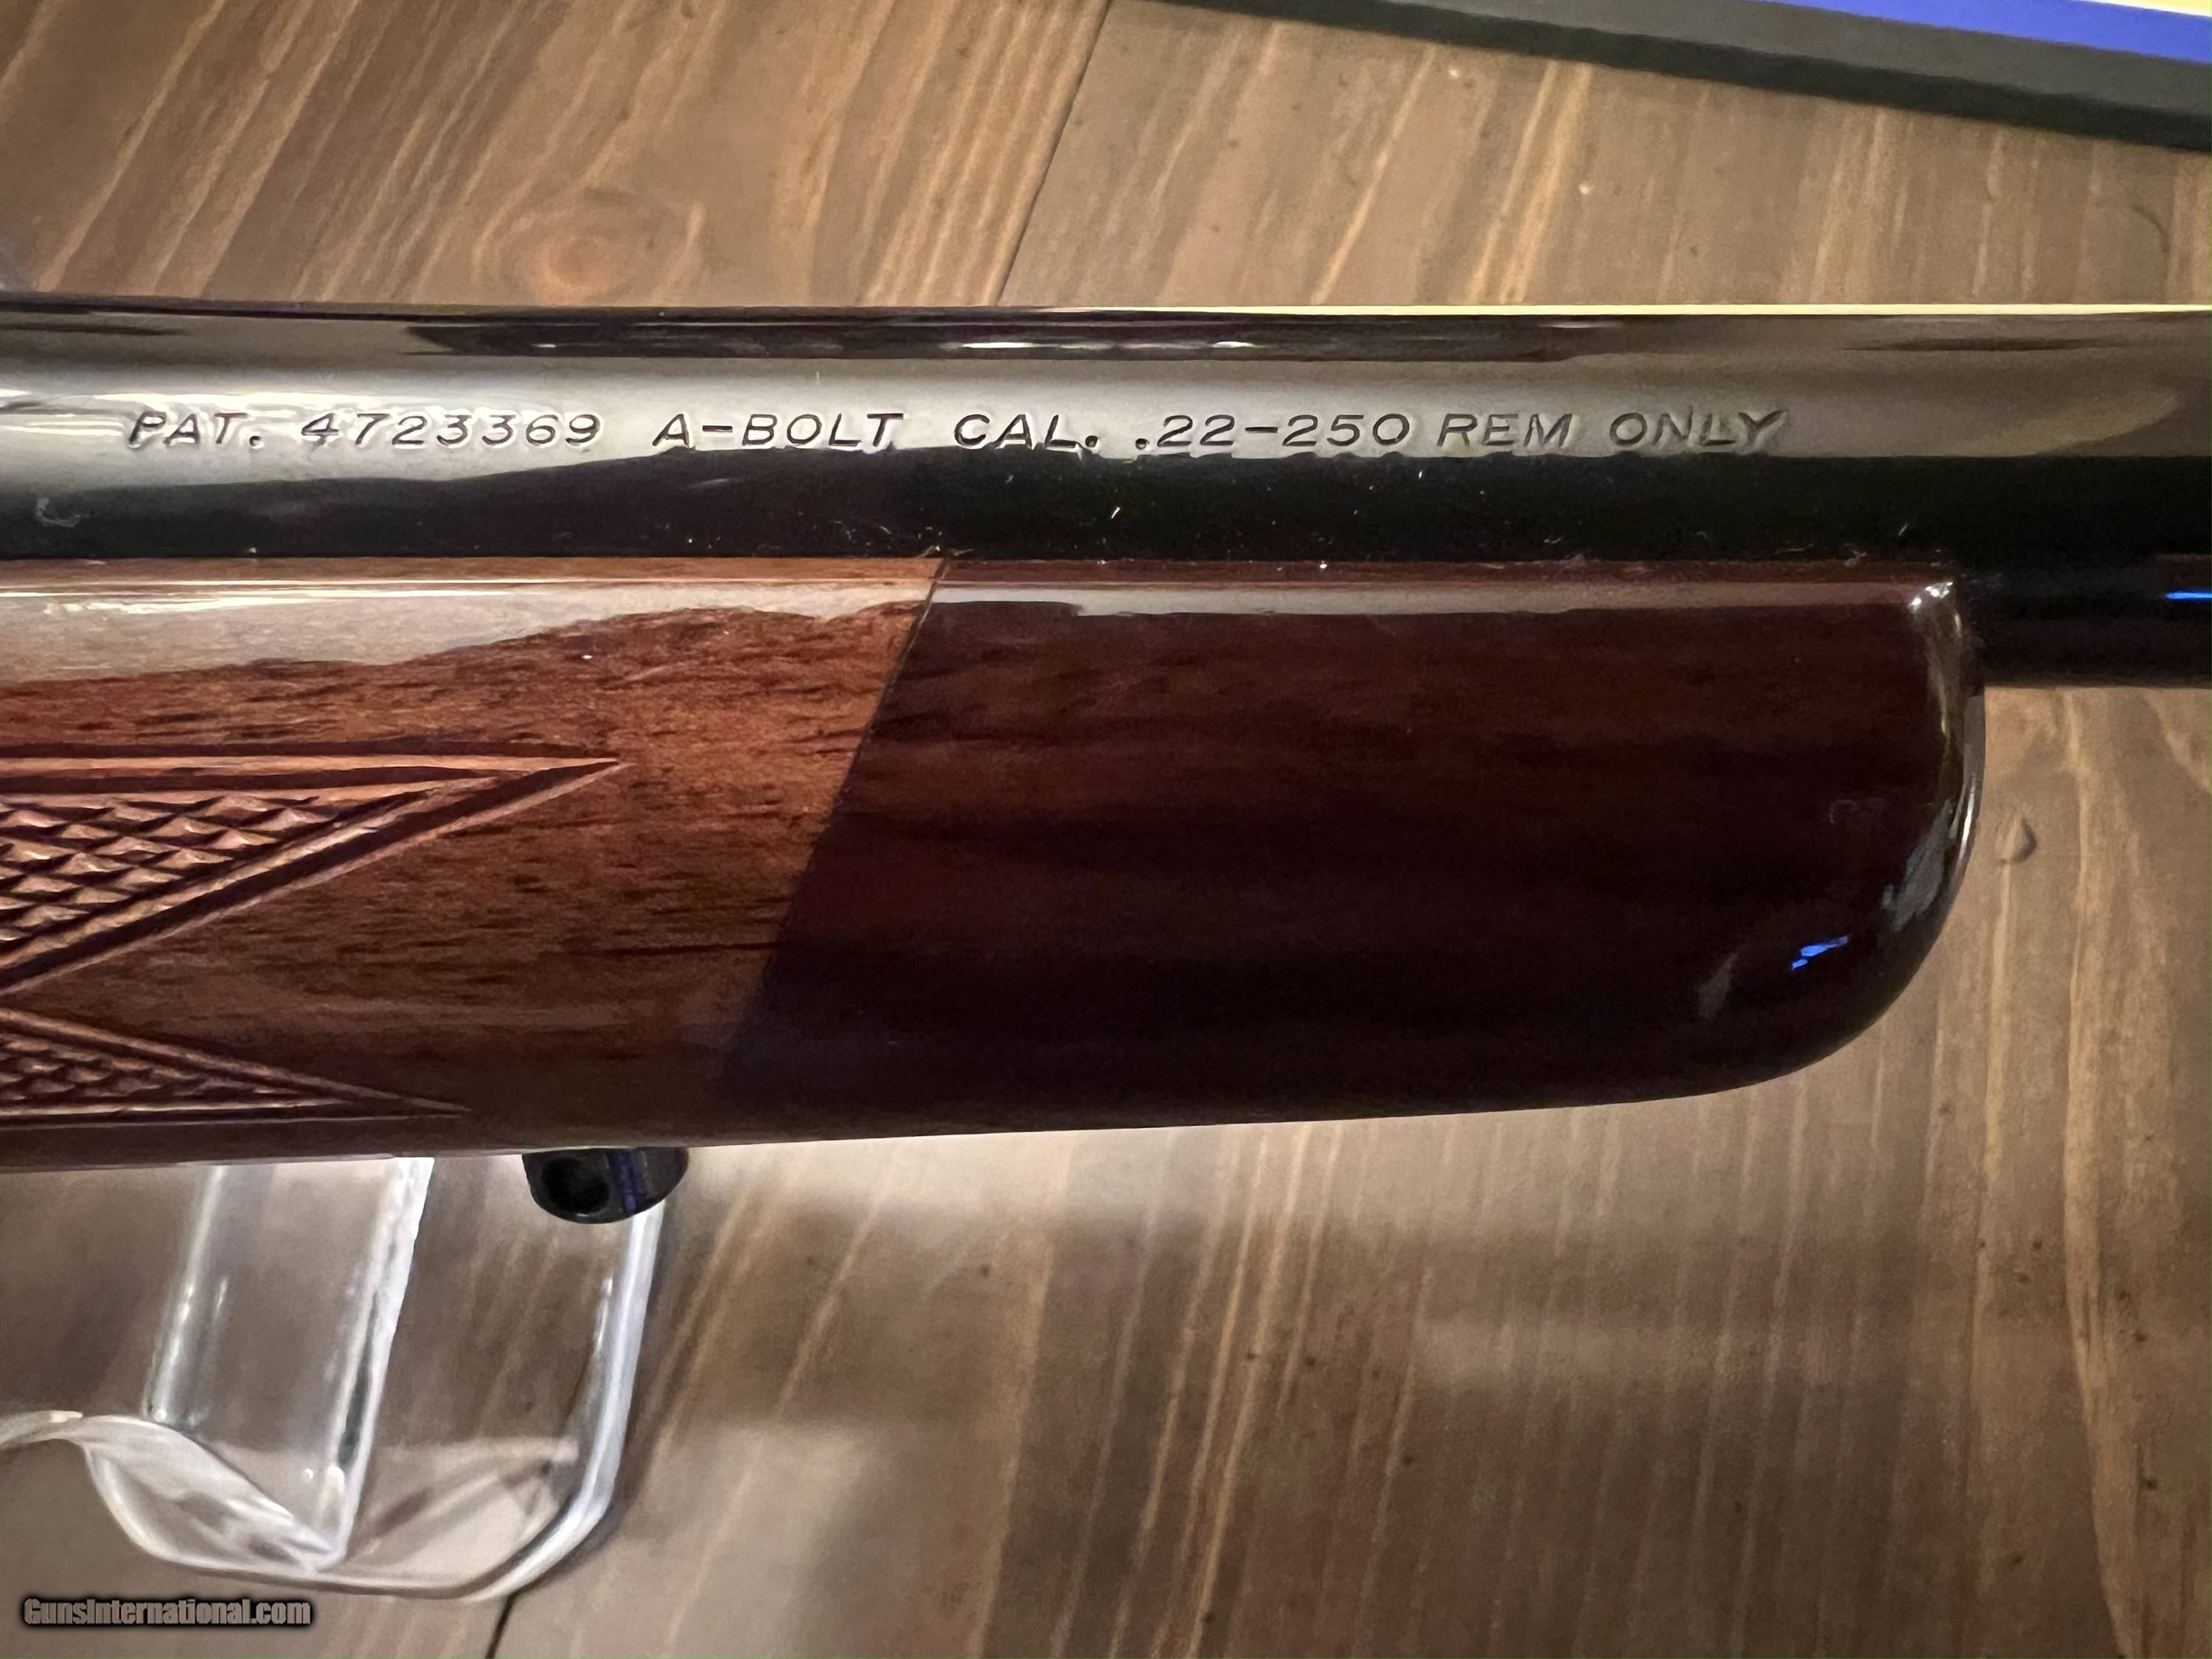 PAT. 4723369 A-BOLT CAL. .22-250 REM ONLY
GunsInternational.com